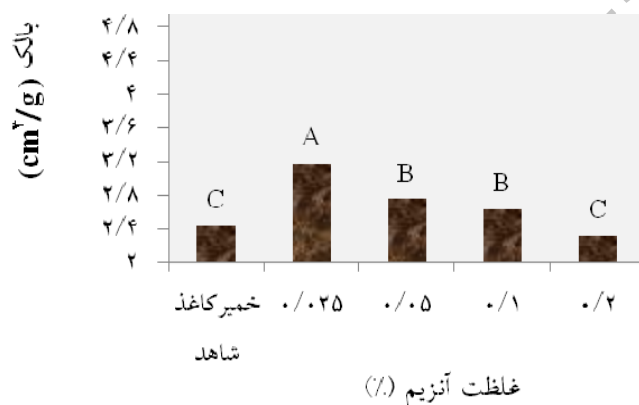 بالک (cm³/g))
۴/۸
۴/۴
۴
۳/۶
۳/۲
۲/۸
۲/۴
۲
C
A
B
B
C
خمیرکاغذ شاهد
۰/۰۲۵
۰/۰۵
۰/۱
۰/۲
غلظت آنزیم (٪)